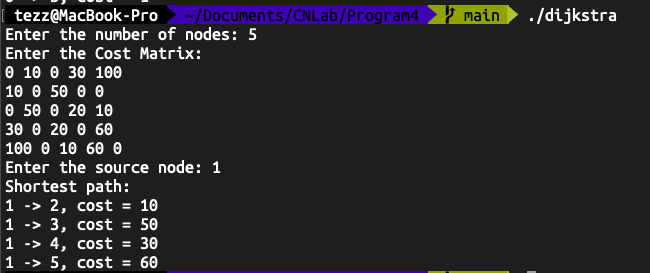 tezz@MacBook-Pro ~/Documents/CNLab/Program4 main ./dijkstra
Enter the number of nodes: 5
Enter the Cost Matrix:
0 10 0 30 100
10 0 50 0 0
0 50 0 20 10
30 0 20 0 60
100 0 10 60 0
Enter the source node: 1
Shortest path:
1 -> 2, cost = 10
1 -> 3, cost = 50
1 -> 4, cost = 30
1 -> 5, cost = 60